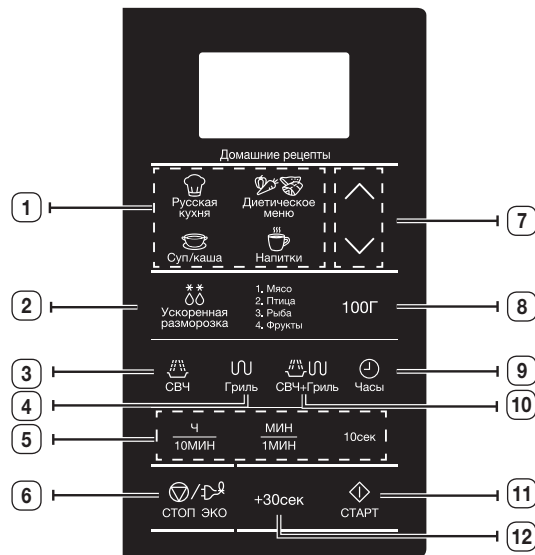 Домашние рецепты
1
Русская
кухня
Диетическое
меню
7
Суп/каша
Напитки
2
Ускоренная
разморозка
1. Мясо
2. Птица
3. Рыба
4. Фрукты
100Г
8
3
СВЧ
Гриль
СВЧ+Гриль
Часы
9
4
10
5
Ч
10МИН
МИН
1МИН
10сек
6
СТОП ЭКО
+30сек
СТАРТ
11
12